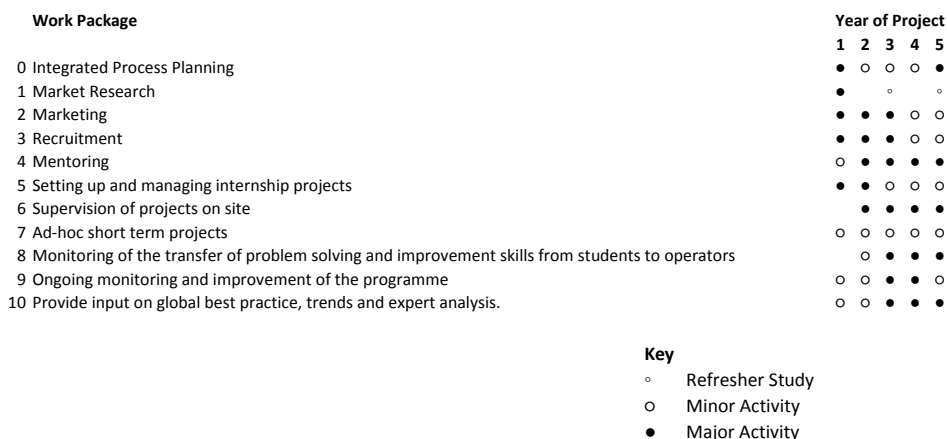 Work Package Year of Project
1 2 3 4 5
0 Integrated Process Planning ● ○ ○ ○ ●
1 Market Research ● ◦ ◦
2 Marketing ● ● ● ○ ○
3 Recruitment ● ● ● ○ ○
4 Mentoring ○ ● ● ● ●
5 Setting up and managing internship projects ● ● ○ ○ ○
6 Supervision of projects on site ● ● ● ●
7 Ad-hoc short term projects ○ ○ ○ ○ ○
8 Monitoring of the transfer of problem solving and improvement skills from students to operators ○ ● ● ●
9 Ongoing monitoring and improvement of the programme ○ ○ ● ● ○
10 Provide input on global best practice, trends and expert analysis. ○ ○ ● ● ●
Key
◦ Refresher Study
○ Minor Activity
● Major Activity